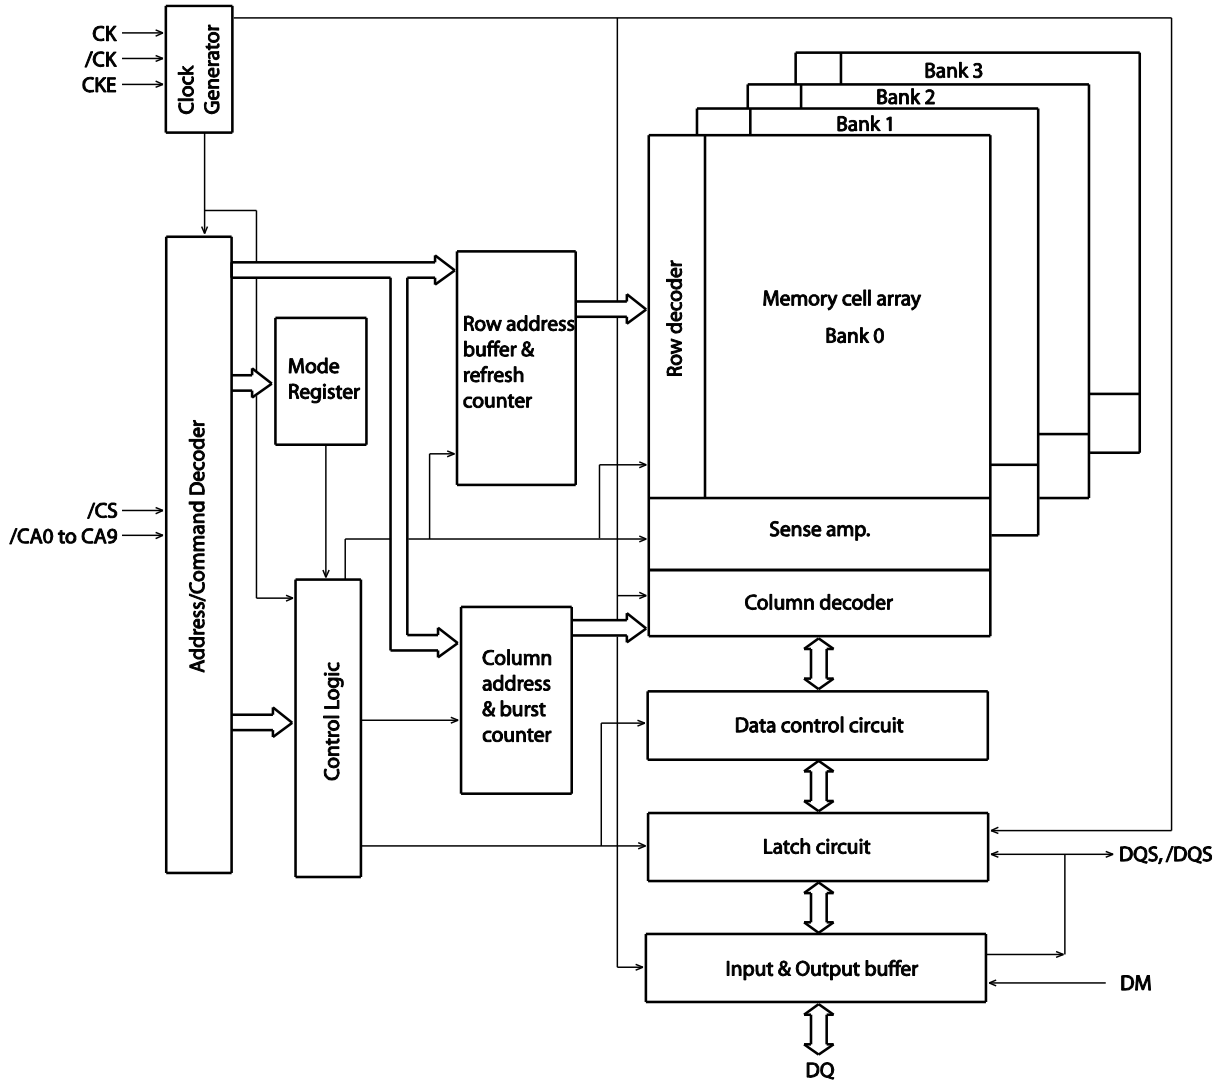 CK
/CK
CKE
Clock
Generator
Bank 3
Bank 2
Bank 1
Row decoder
Memory cell array
Bank 0
Row address
buffer &
refresh
counter
Mode
Register
Address/Command Decoder
/CS
/CA0 to CA9
Sense amp.
Column decoder
Control Logic
Column
address
& burst
counter
Data control circuit
Latch circuit
DQS, /DQS
Input & Output buffer
DM
DQ